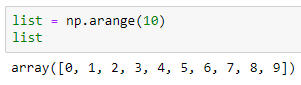 list = np.arange(10)
list
array([0, 1, 2, 3, 4, 5, 6, 7, 8, 9])